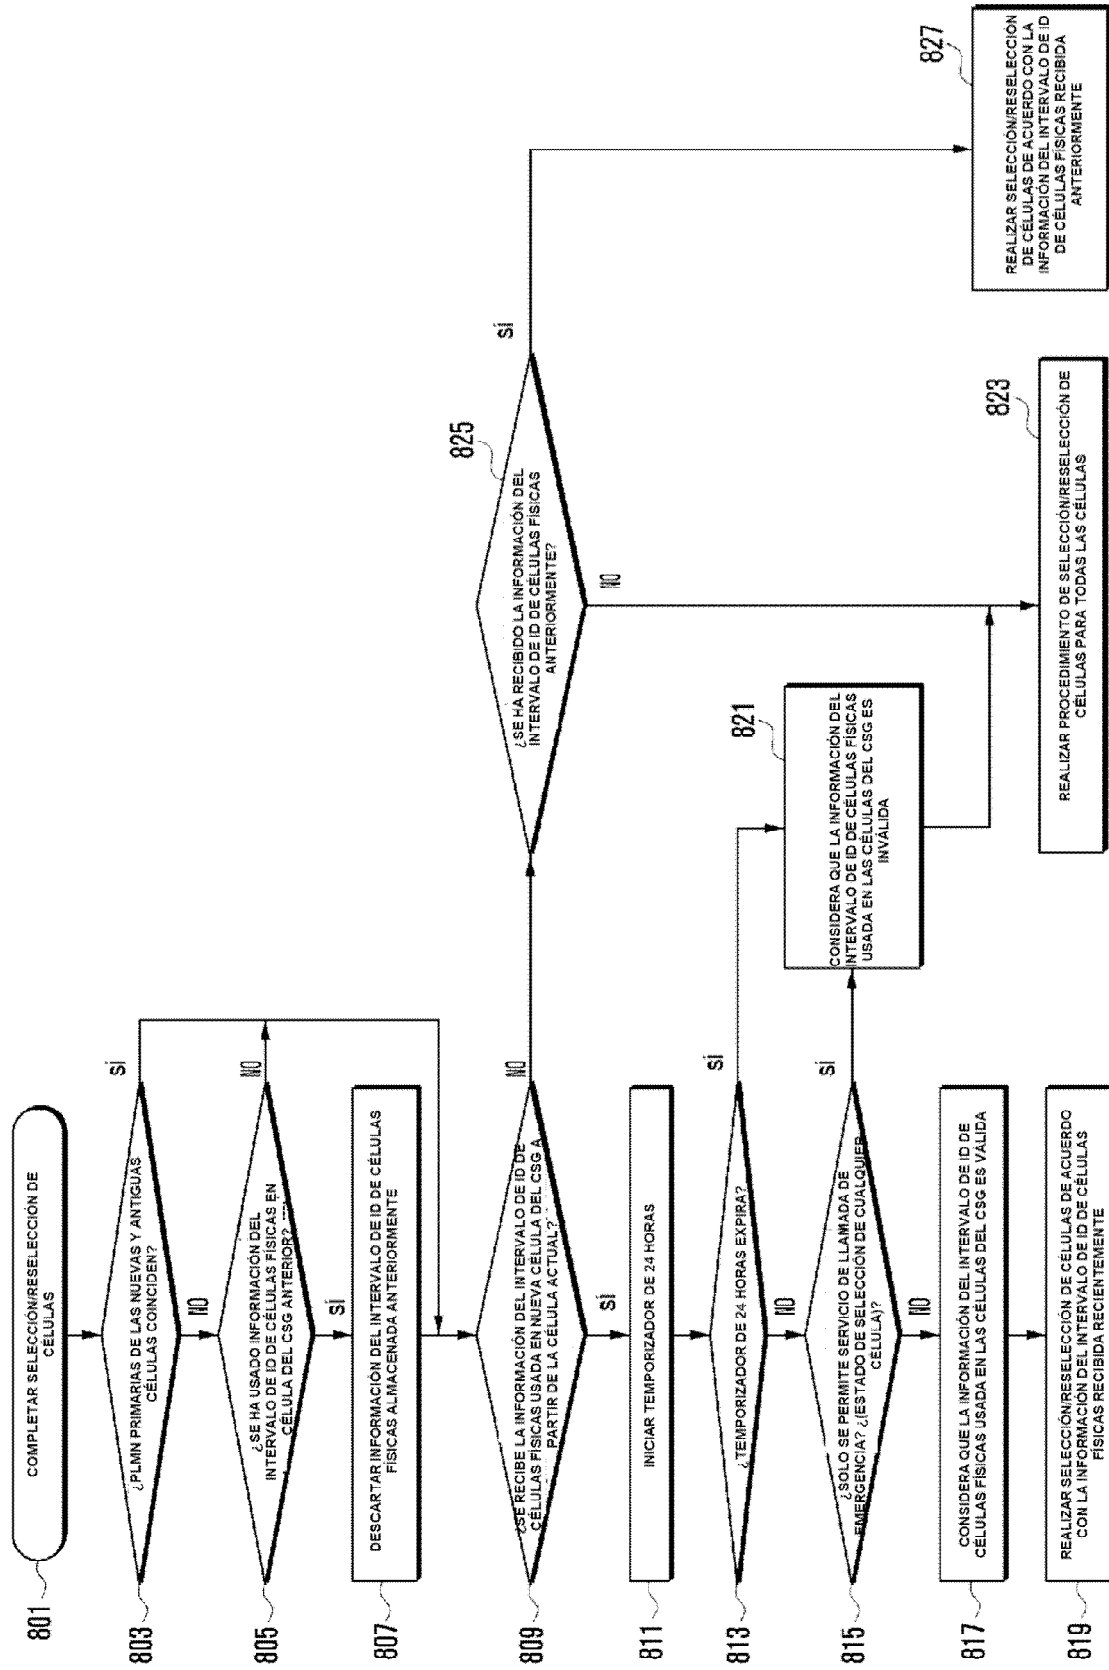 801
COMPLETAR SELECCIÓN/RESELECCIÓN DE
CÉLULAS
803
¿PLMN PRIMARIAS DE LAS NUEVAS Y ANTIGUAS
CÉLULAS COINCIDEN?
SÍ
NO
805
¿SE HA USADO INFORMACIÓN DEL
INTERVALO DE ID DE CÉLULAS FÍSICAS EN
CÉLULA DEL CSG ANTERIOR?
NO
SÍ
807
DESCARTAR INFORMACIÓN DEL INTERVALO DE ID DE CÉLULAS
FÍSICAS ALMACENADA ANTERIORMENTE
809
¿SE RECIBE LA INFORMACIÓN DEL INTERVALO DE ID DE
CÉLULAS FÍSICAS USADA EN NUEVA CÉLULA DEL CSG A
PARTIR DE LA CÉLULA ACTUAL?
NO
SÍ
811
INICIAR TEMPORIZADOR DE 24 HORAS
813
¿TEMPORIZADOR DE 24 HORAS EXPIRA?
SÍ
NO
815
¿SOLO SE PERMITE SERVICIO DE LLAMADA DE
EMERGENCIA? ¿(ESTADO DE SELECCIÓN DE CUALQUIER
CÉLULA)?
SÍ
NO
817
CONSIDERA QUE LA INFORMACIÓN DEL INTERVALO DE ID DE
CÉLULAS FÍSICAS USADA EN LAS CÉLULAS DEL CSG ES VÁLIDA
819
REALIZAR SELECCIÓN/RESELECCIÓN DE CÉLULAS DE ACUERDO
CON LA INFORMACIÓN DEL INTERVALO DE ID DE CÉLULAS
FÍSICAS RECIBIDA RECIENTEMENTE
821
CONSIDERA QUE LA INFORMACIÓN DEL
INTERVALO DE ID DE CÉLULAS FÍSICAS
USADA EN LAS CÉLULAS DEL CSG ES
INVÁLIDA
825
¿SE HA RECIBIDO LA INFORMACIÓN DEL
INTERVALO DE ID DE CÉLULAS FÍSICAS
ANTERIORMENTE?
SÍ
NO
823
REALIZAR PROCEDIMIENTO DE SELECCIÓN/RESELECCIÓN DE
CÉLULAS PARA TODAS LAS CÉLULAS
827
REALIZAR SELECCIÓN/RESELECCIÓN
DE CÉLULAS DE ACUERDO CON LA
INFORMACIÓN DEL INTERVALO DE ID
DE CÉLULAS FÍSICAS RECIBIDA
ANTERIORMENTE